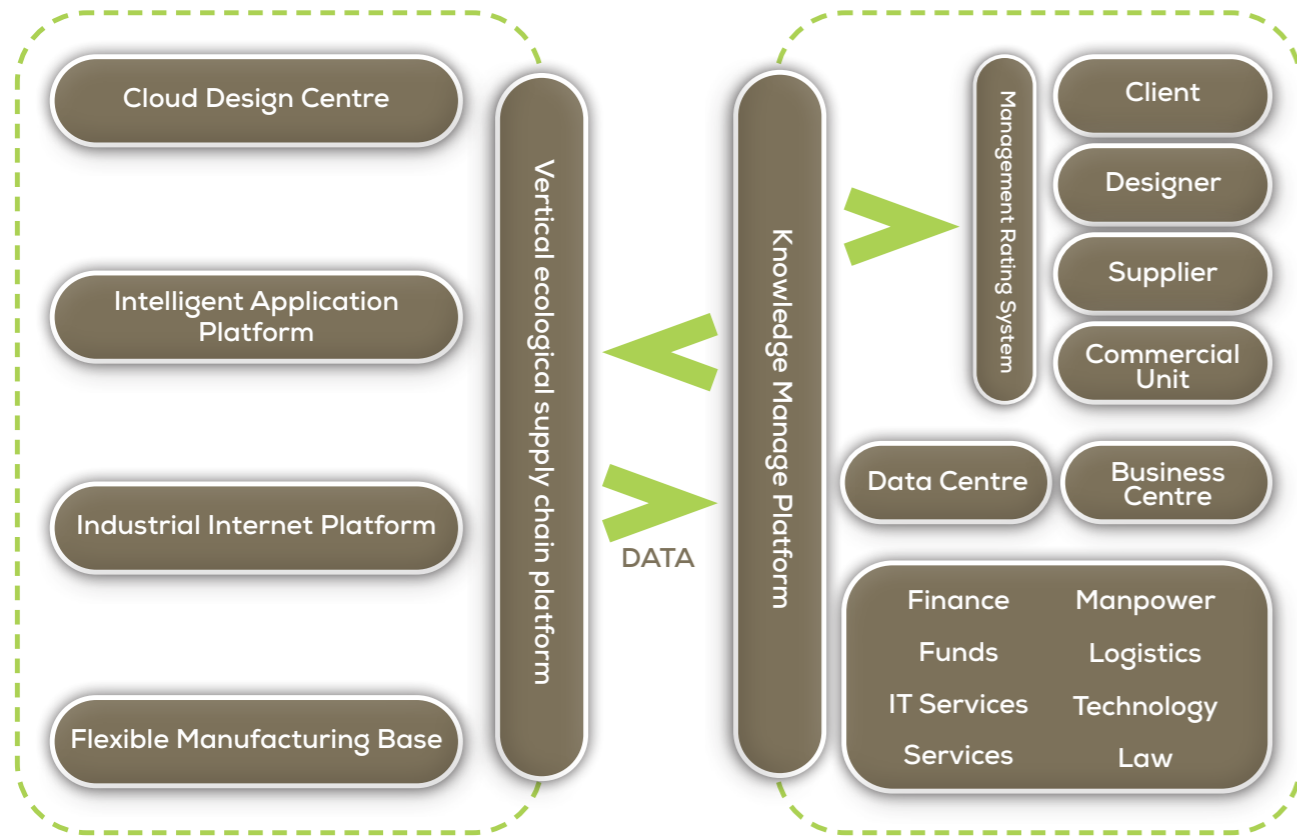 Cloud Design Centre
Intelligent Application
Platform
Industrial Internet Platform
Flexible Manufacturing Base
Vertical ecological supply chain platform
DATA
Knowledge Manage Platform
Management Rating System
Client
Designer
Supplier
Commercial
Unit
Data Centre
Business
Centre
Finance
Manpower
Funds
Logistics
IT Services
Technology
Services
Law